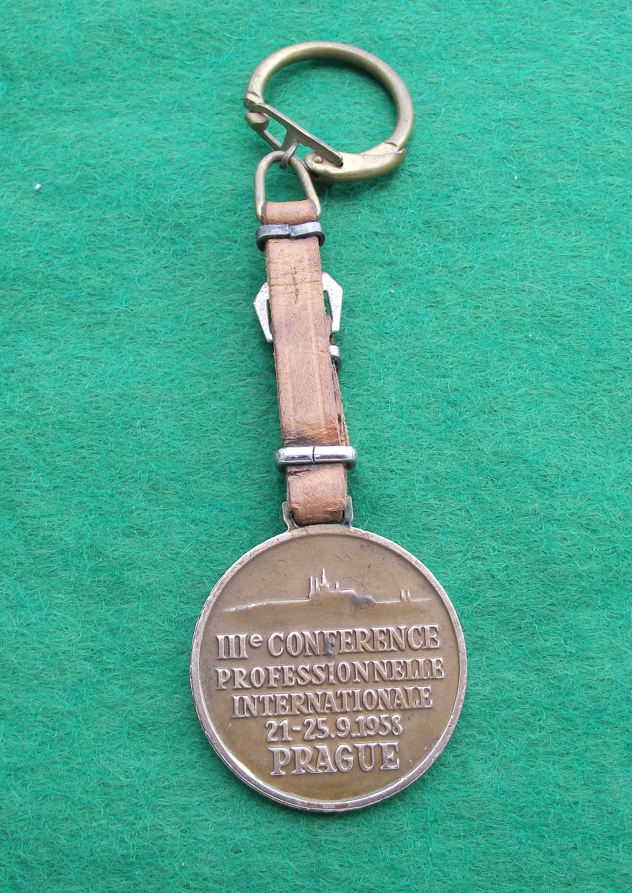 IIIe CONFERENCE
PROFESSIONNELLE
INTERNATIONALE
21-25.9.1958
PRAGUE